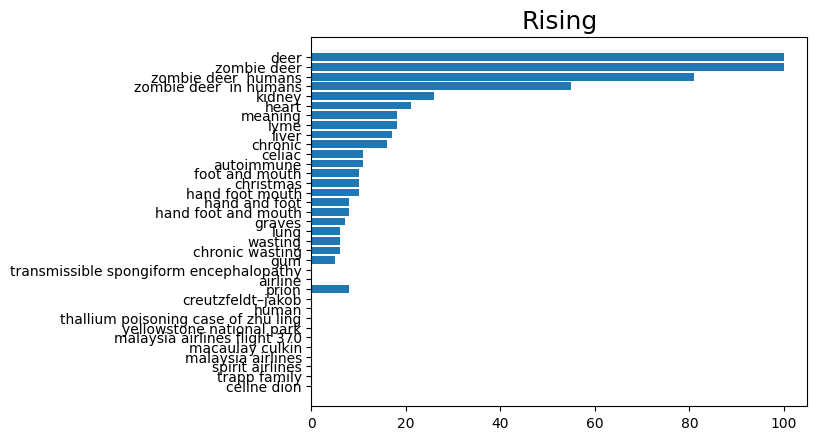 Rising
deer
zombie deer
zombie deer  humans
zombie deer  in humans
kidney
heart
meaning
lyme
liver
chronic
celiac
autoimmune
foot and mouth
christmas
hand foot mouth
hand and foot
hand foot and mouth
graves
lung
wasting
chronic wasting
gum
transmissible spongiform encephalopathy
airline
prion
creutzfeldt–jakob
human
thallium poisoning case of zhu ling
yellowstone national park
malaysia airlines flight 370
macaulay culkin
malaysia airlines
spirit airlines
trapp family
céline dion
0 20 40 60 80 100